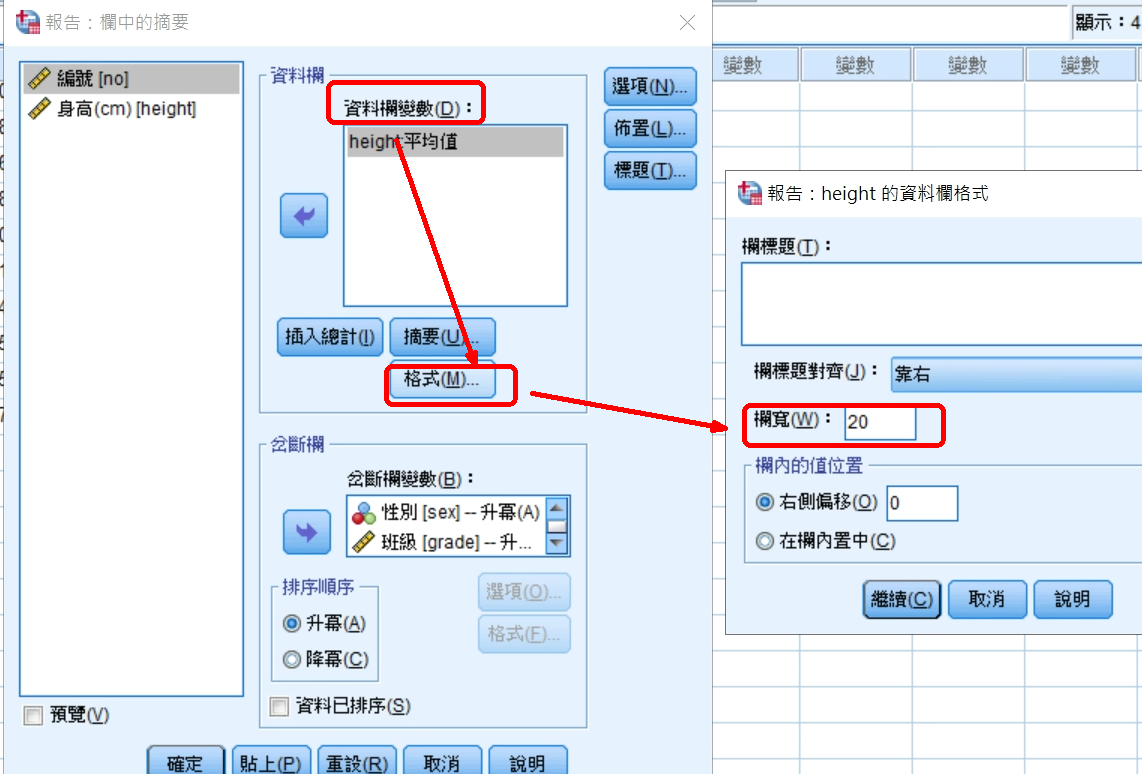 報告：欄中的摘要
顯示：4
變數 變數 變數 變數
編號 [no]
身高(cm) [height]
預覽(V)
資料欄
資料欄變數(D)：
height:平均值
插入總計(I)
摘要(U)...
格式(M)...
選項(N)...
佈置(L)...
標題(T)...
岔斷欄
岔斷欄變數(B)：
性別 [sex] -- 升冪(A)
班級 [grade] -- 升...
排序順序
升冪(A)
降冪(C)
選項(O)...
格式(F)...
資料已排序(S)
確定 貼上(P) 重設(R) 取消 說明
報告：height 的資料欄格式
欄標題(T)：
欄標題對齊(J)： 靠右
欄寬(W)： 20
欄內的值位置
右側偏移(O) 0
在欄內置中(C)
繼續(C) 取消 說明